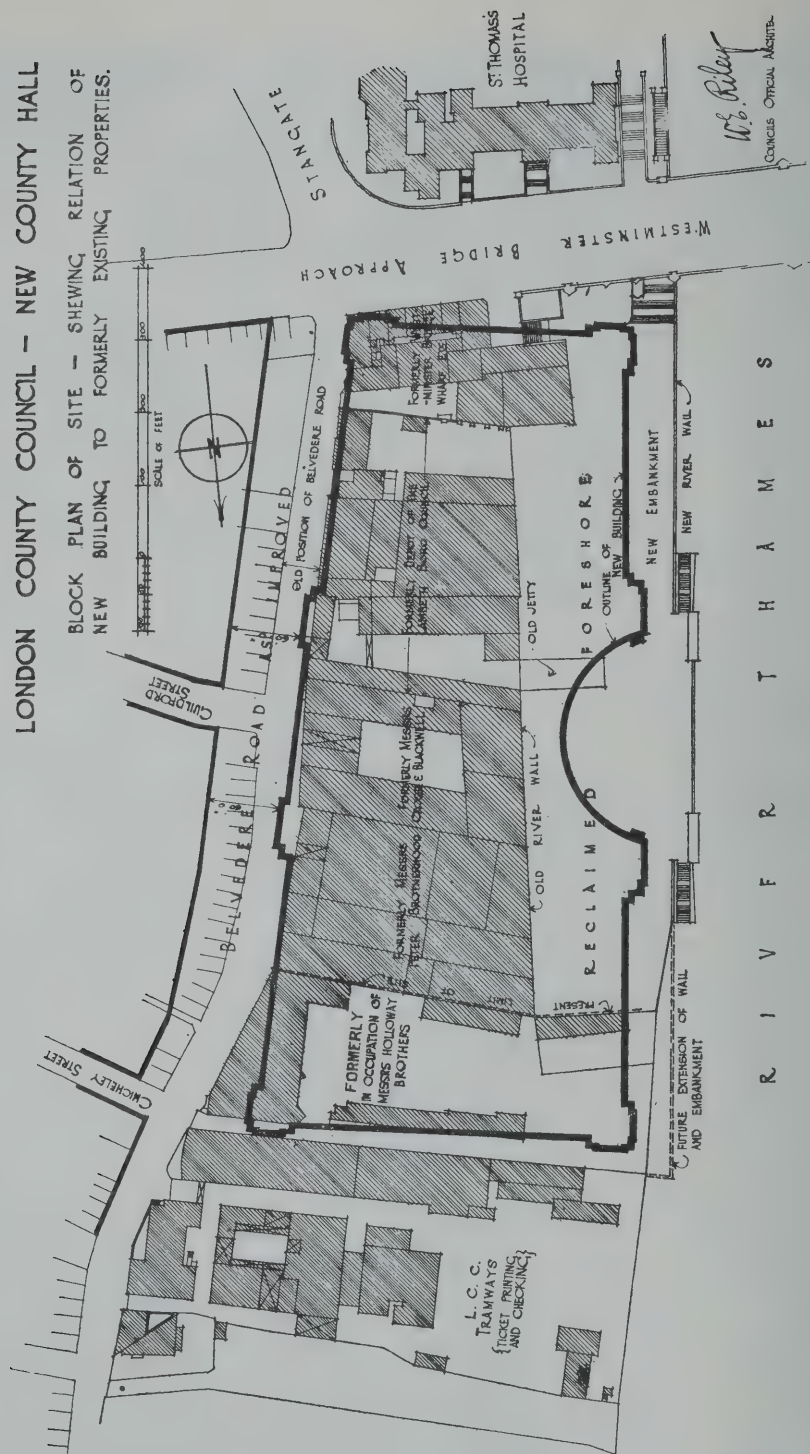 LONDON COUNTY COUNCIL – NEW COUNTY HALL
BLOCK PLAN OF SITE – SHEWING RELATION OF
NEW BUILDING TO FORMERLY EXISTING PROPERTIES.
SCALE OF FEET
STANGATE
ST. THOMAS'S
HOSPITAL
W.E. Riley
COUNCILS OFFICIAL ARCHITECT
WESTMINSTER BRIDGE APPROACH
GUILDFORD
STREET
CHICHELEY
STREET
BELVEDERE ROAD AS IMPROVED
OLD POSITION OF BELVEDERE ROAD
FORMERLY WEST
-MINSTER BRIDGE
WHARF ETC
FORMERLY DEPOT OF THE
LAMBETH BORO COUNCIL
FORMERLY MESSRS
CROSSE & BLACKWELL
FORMERLY MESSRS
PETER BROTHERHOOD
FORMERLY
IN OCCUPATION OF
MESSRS HOLLOWAY
BROTHERS
OLD JETTY
OLD RIVER WALL
RECLAIMED FORESHORE
OUTLINE OF
NEW BUILDING
NEW EMBANKMENT
NEW RIVER WALL
PRESENT
FUTURE EXTENSION OF WALL
AND EMBANKMENT
L. C. C.
TRAMWAYS
{TICKET PRINTING
AND CHECKING}
RIVER THAMES